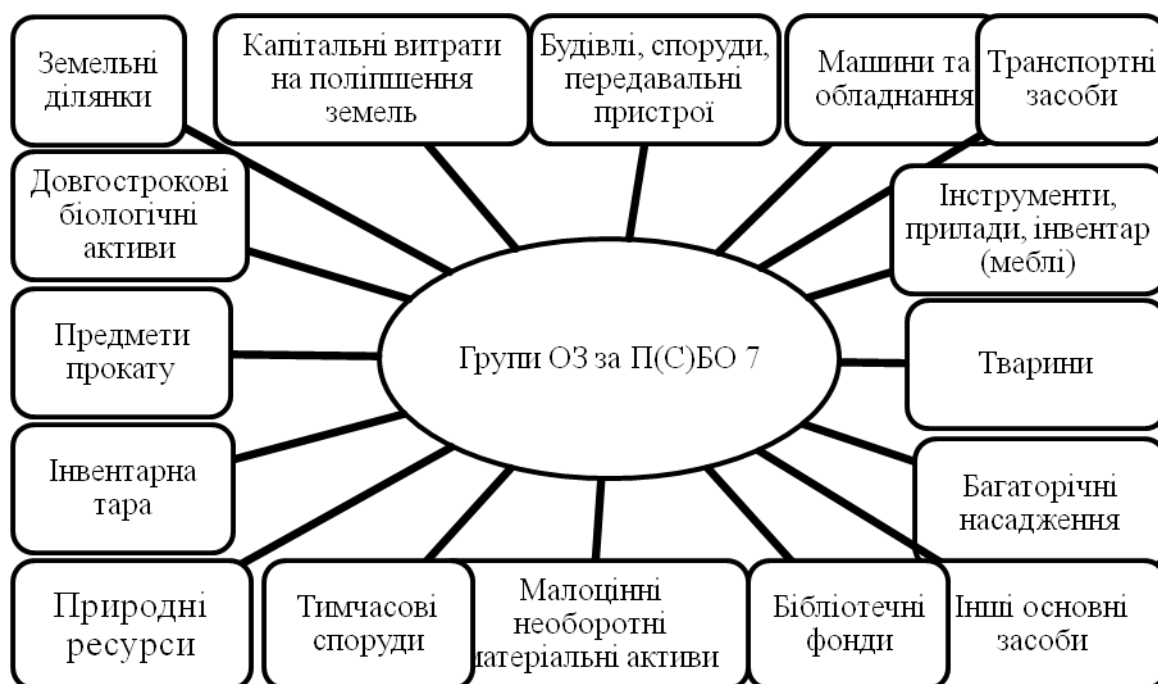 Земельні
ділянки
Капітальні витрати
на поліпшення
земель
Будівлі, споруди,
передавальні
пристрої
Машини та
обладнання
Транспортні
засоби
Довгострокові
біологічні
активи
Інструменти,
прилади, інвентар
(меблі)
Предмети
прокату
Групи ОЗ за П(С)БО 7
Тварини
Інвентарна
тара
Багаторічні
насадження
Природні
ресурси
Тимчасові
споруди
Малоцінні
необоротні
матеріальні активи
Бібліотечні
фонди
Інші основні
засоби